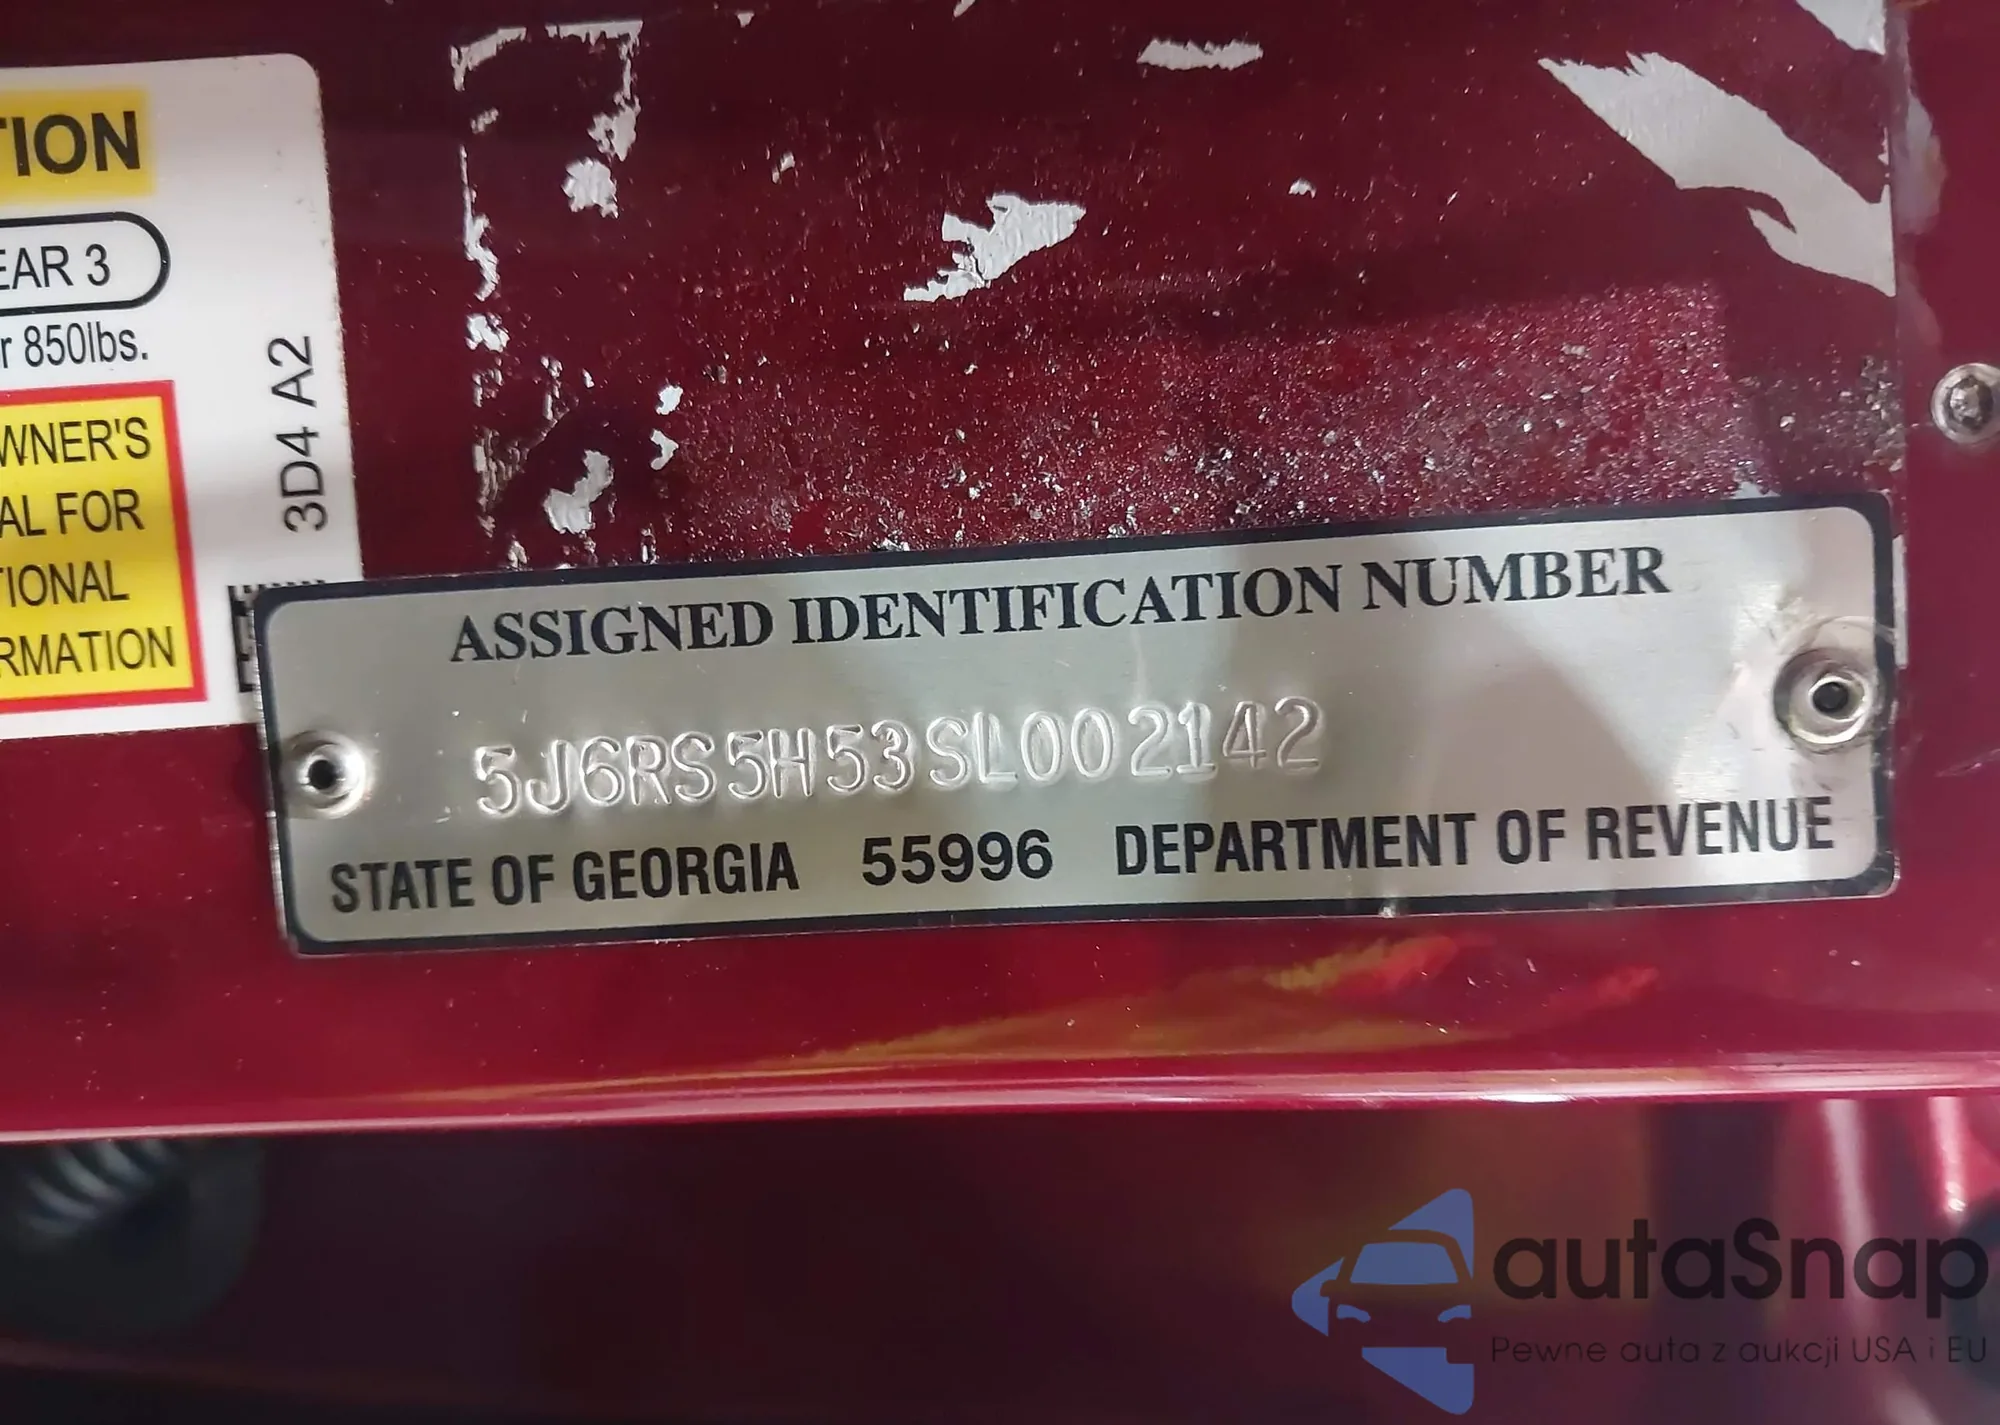 TION
EAR 3
r 850lbs.
WNER'S
AL FOR
TIONAL
RMATION
3D4 A2
ASSIGNED IDENTIFICATION NUMBER
5J6RS5H53SL002142
STATE OF GEORGIA 55996 DEPARTMENT OF REVENUE
autaSnap
Pewne auta z aukcji USA i EU